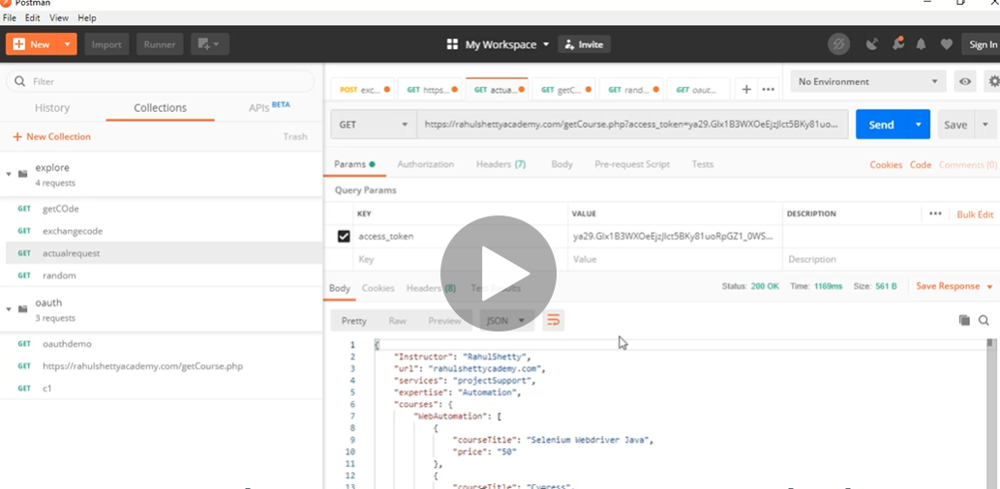 Postman
File Edit View Help
New Import Runner My Workspace Invite Sign In
Filter
History Collections APIs BETA
+ New Collection Trash
explore
4 requests
GET getCOde
GET exchangecode
GET actualrequest
GET random
oauth
3 requests
GET oauthdemo
GET https://rahulshettyacademy.com/getCourse.php
GET c1
POST exc... GET https... GET actua... GET getC... GET rand... GET oaut... + ••• No Environment
GET https://rahulshettyacademy.com/getCourse.php?access_token=ya29.Glx1B3WXOeEjzJlct5BKy81uo... Send Save
Params Authorization Headers (7) Body Pre-request Script Tests Cookies Code Comments (0)
Query Params
KEY VALUE DESCRIPTION ••• Bulk Edit
access_token ya29.Glx1B3WXOeEjzJlct5BKy81uoRpGZ1_0WS...
Key Value Description
Body Cookies Headers (8) Test Results Status: 200 OK Time: 1169ms Size: 561 B Save Response
Pretty Raw Preview JSON
1 {
2 "Instructor": "RahulShetty",
3 "url": "rahulshettycademy.com",
4 "services": "projectSupport",
5 "expertise": "Automation",
6 "courses": {
7 "WebAutomation": [
8 {
9 "courseTitle": "Selenium Webdriver Java",
10 "price": "50"
11 },
12 {
13 "courseTitle": "Cypress",